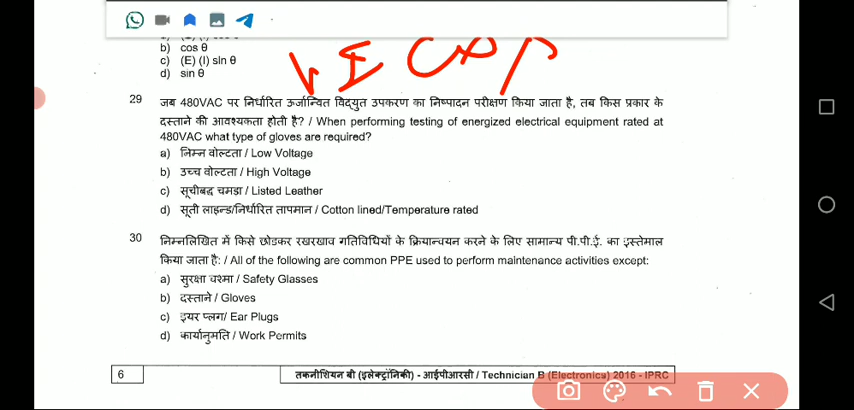 b) cos θ
c) (E) (I) sin θ
d) sin θ
29 जब 480VAC पर निर्धारित ऊर्जान्वित विद्युत उपकरण का निष्पादन परीक्षण किया जाता है, तब किस प्रकार के
दस्ताने की आवश्यकता होती है? / When performing testing of energized electrical equipment rated at
480VAC what type of gloves are required?
a) निम्न वोल्टता / Low Voltage
b) उच्च वोल्टता / High Voltage
c) सूचीबद्ध चमडा / Listed Leather
d) सूती लाइन्ड/निर्धारित तापमान / Cotton lined/Temperature rated
30 निम्नलिखित में किसे छोडकर रखरखाव गतिविधियों के क्रियान्वयन करने के लिए सामान्य पी.पी.ई. का इस्तेमाल
किया जाता है: / All of the following are common PPE used to perform maintenance activities except:
a) सुरक्षा चश्मा / Safety Glasses
b) दस्ताने / Gloves
c) इयर प्लग/ Ear Plugs
d) कार्यानुमति / Work Permits
6 तकनीशियन बी (इलेक्ट्रॉनिकी) - आईपीआरसी / Technician B (Electronics) 2016 - IPRC